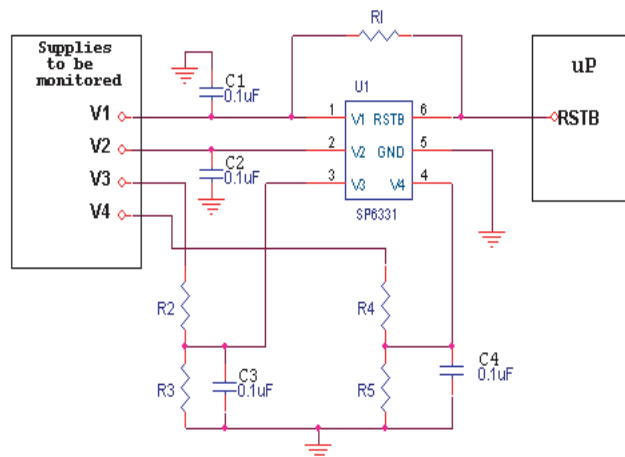 Supplies
to be
monitored
V1
V2
V3
V4
C1
0.1uF
C2
0.1uF
R1
U1
1
2
3
6
5
4
V1
RSTB
V2
GND
V3
V4
SP6331
uP
RSTB
R2
R3
C3
0.1uF
R4
R5
C4
0.1uF